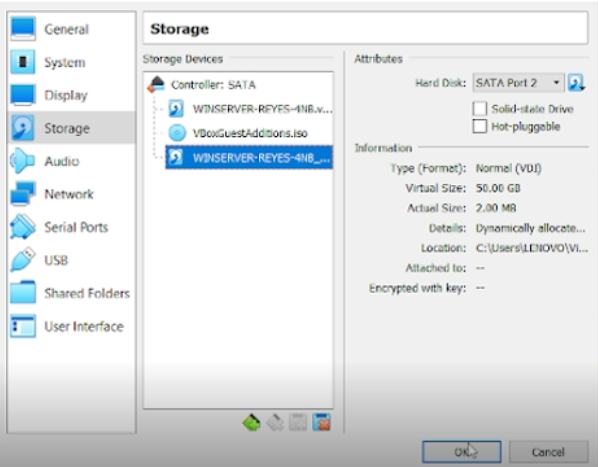 General
System
Display
Storage
Audio
Network
Serial Ports
USB
Shared Folders
User Interface
Storage
Storage Devices
Controller: SATA
WINSERVER-REYES-4NB.v...
VBoxGuestAdditions.iso
WINSERVER-REYES-4NB_...
Attributes
Hard Disk: SATA Port 2
Solid-state Drive
Hot-pluggable
Information
Type (Format): Normal (VDI)
Virtual Size: 50.00 GB
Actual Size: 2.00 MB
Details: Dynamically allocate...
Location: C:\Users\LENOVO\Vi...
Attached to: --
Encrypted with key: --
OK
Cancel